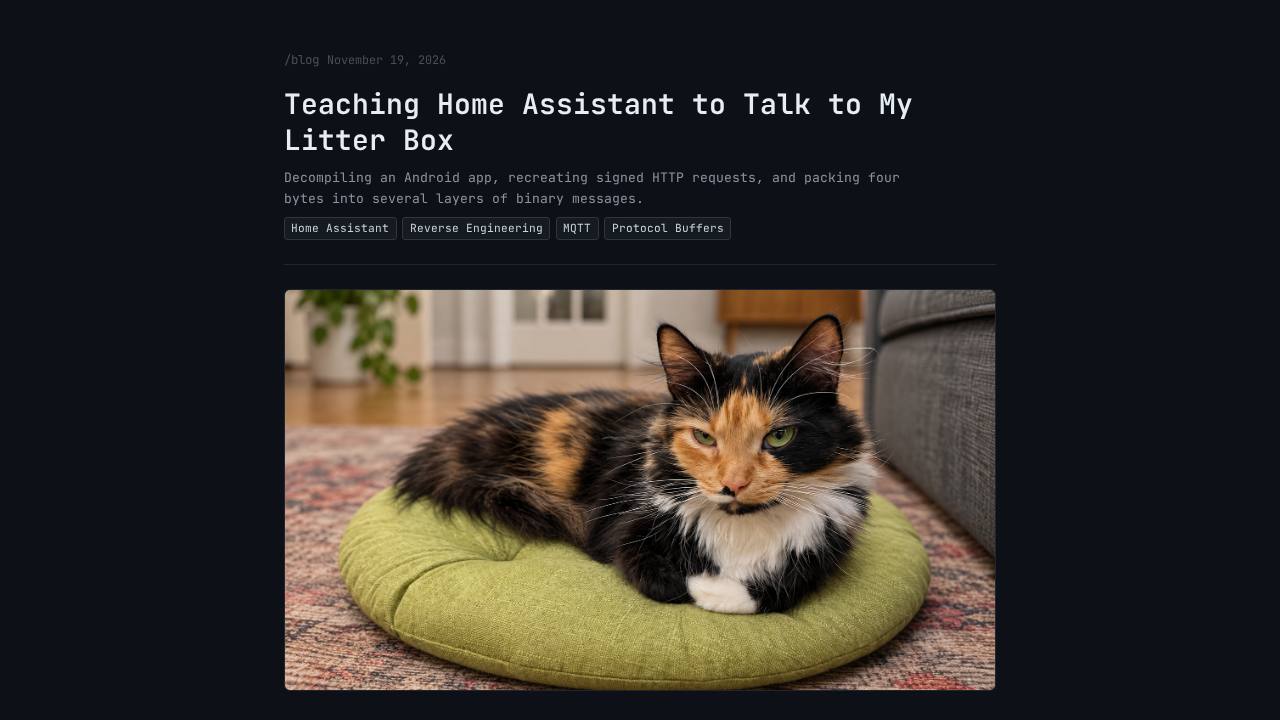 /blog November 19, 2026
Teaching Home Assistant to Talk to My
Litter Box
Decompiling an Android app, recreating signed HTTP requests, and packing four
bytes into several layers of binary messages.
Home Assistant Reverse Engineering MQTT Protocol Buffers